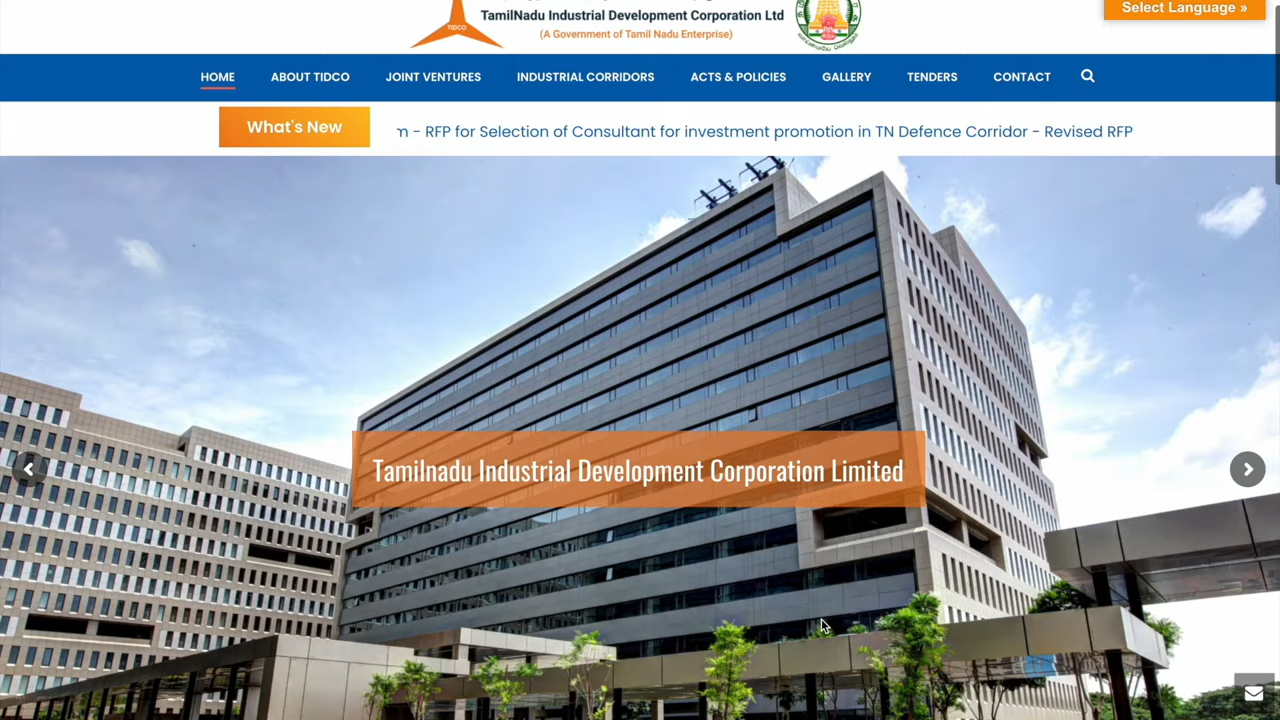 Select Language »
TamilNadu Industrial Development Corporation Ltd
TIDCO
(A Government of Tamil Nadu Enterprise)
HOME ABOUT TIDCO JOINT VENTURES INDUSTRIAL CORRIDORS ACTS & POLICIES GALLERY TENDERS CONTACT
What's New
- RFP for Selection of Consultant for investment promotion in TN Defence Corridor - Revised RFP
Tamilnadu Industrial Development Corporation Limited